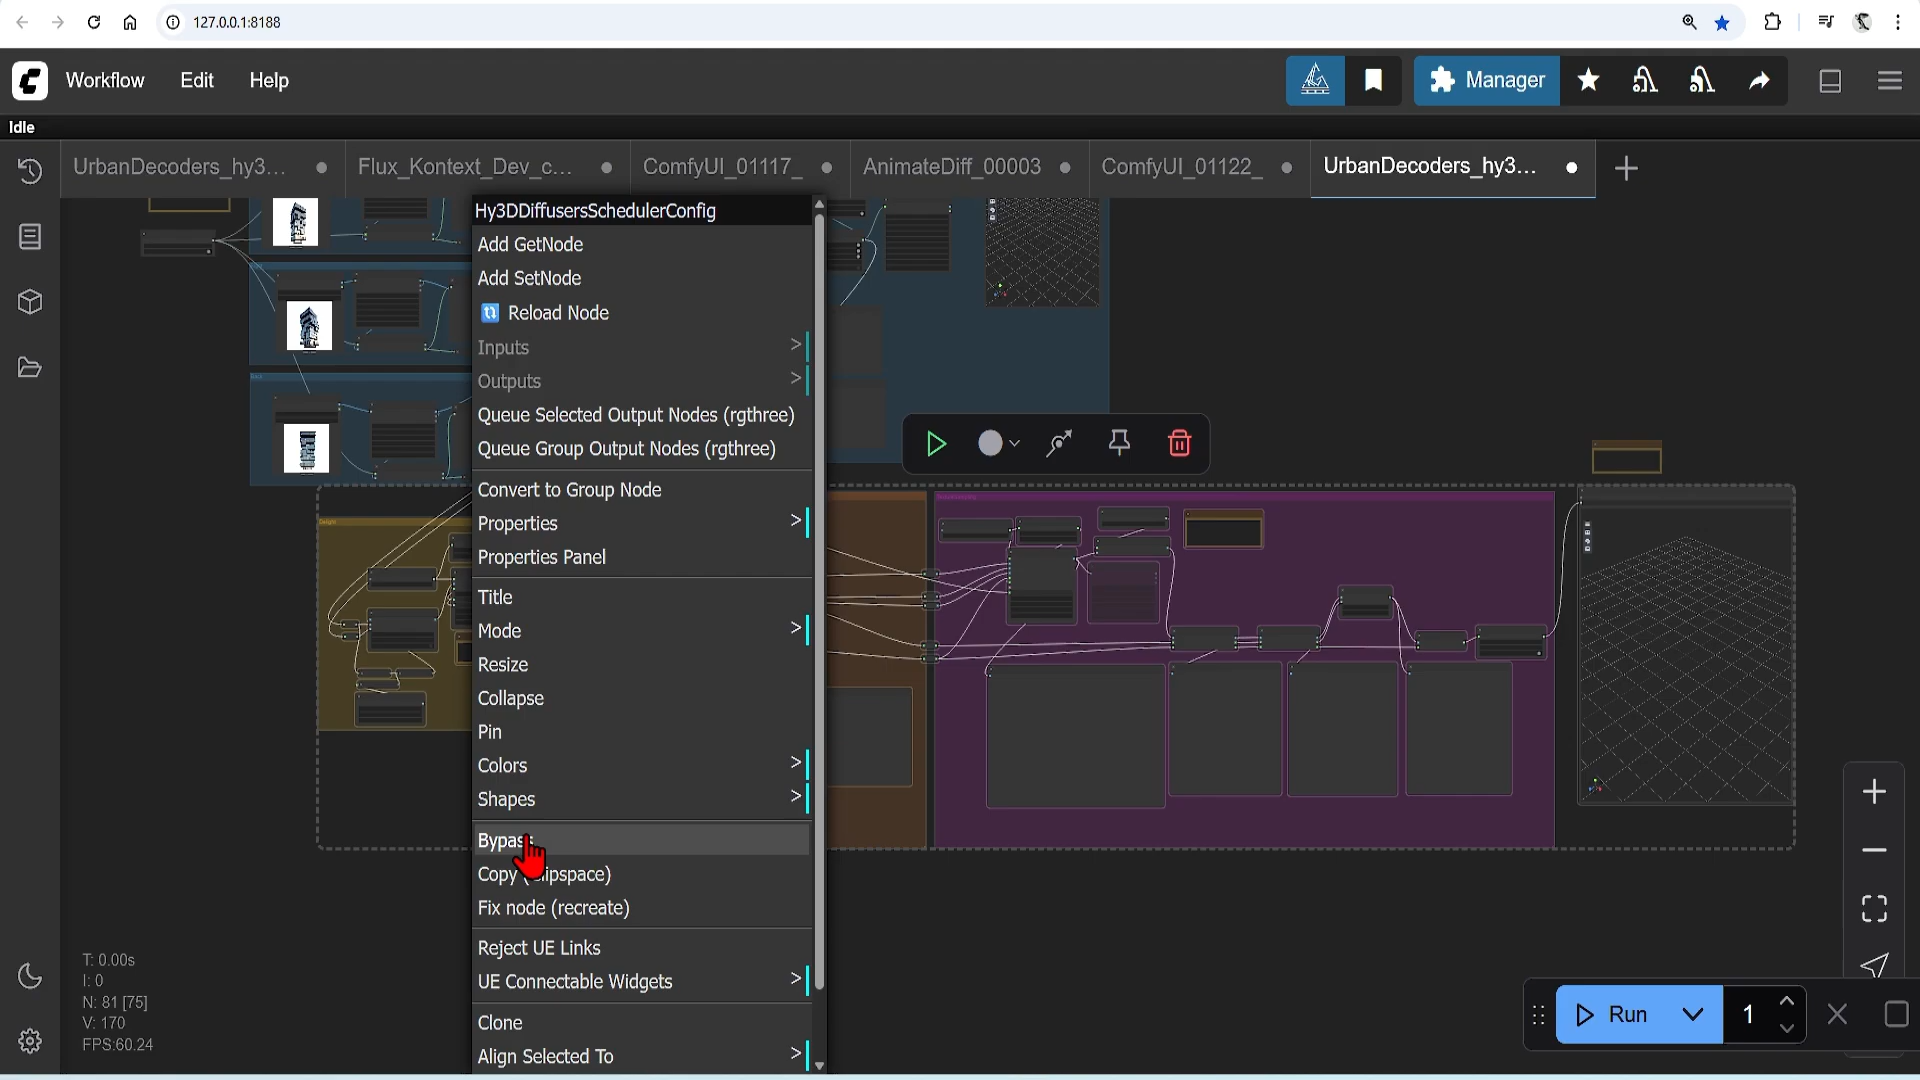 127.0.0.1:8188
Workflow
Edit
Help
Manager
Idle
UrbanDecoders_hy3...
Flux_Kontext_Dev_c...
ComfyUI_01117_
AnimateDiff_00003
ComfyUI_01122_
UrbanDecoders_hy3...
Hy3DDiffusersSchedulerConfig
Add GetNode
Add SetNode
Reload Node
Inputs >
Outputs >
Queue Selected Output Nodes (rgthree)
Queue Group Output Nodes (rgthree)
Convert to Group Node
Properties >
Properties Panel
Title
Mode >
Resize
Collapse
Pin
Colors >
Shapes >
Bypass
Copy (Clipspace)
Fix node (recreate)
Reject UE Links
UE Connectable Widgets >
Clone
Align Selected To >
T: 0.00s
I: 0
N: 81 [75]
V: 170
FPS:60.24
Run
1